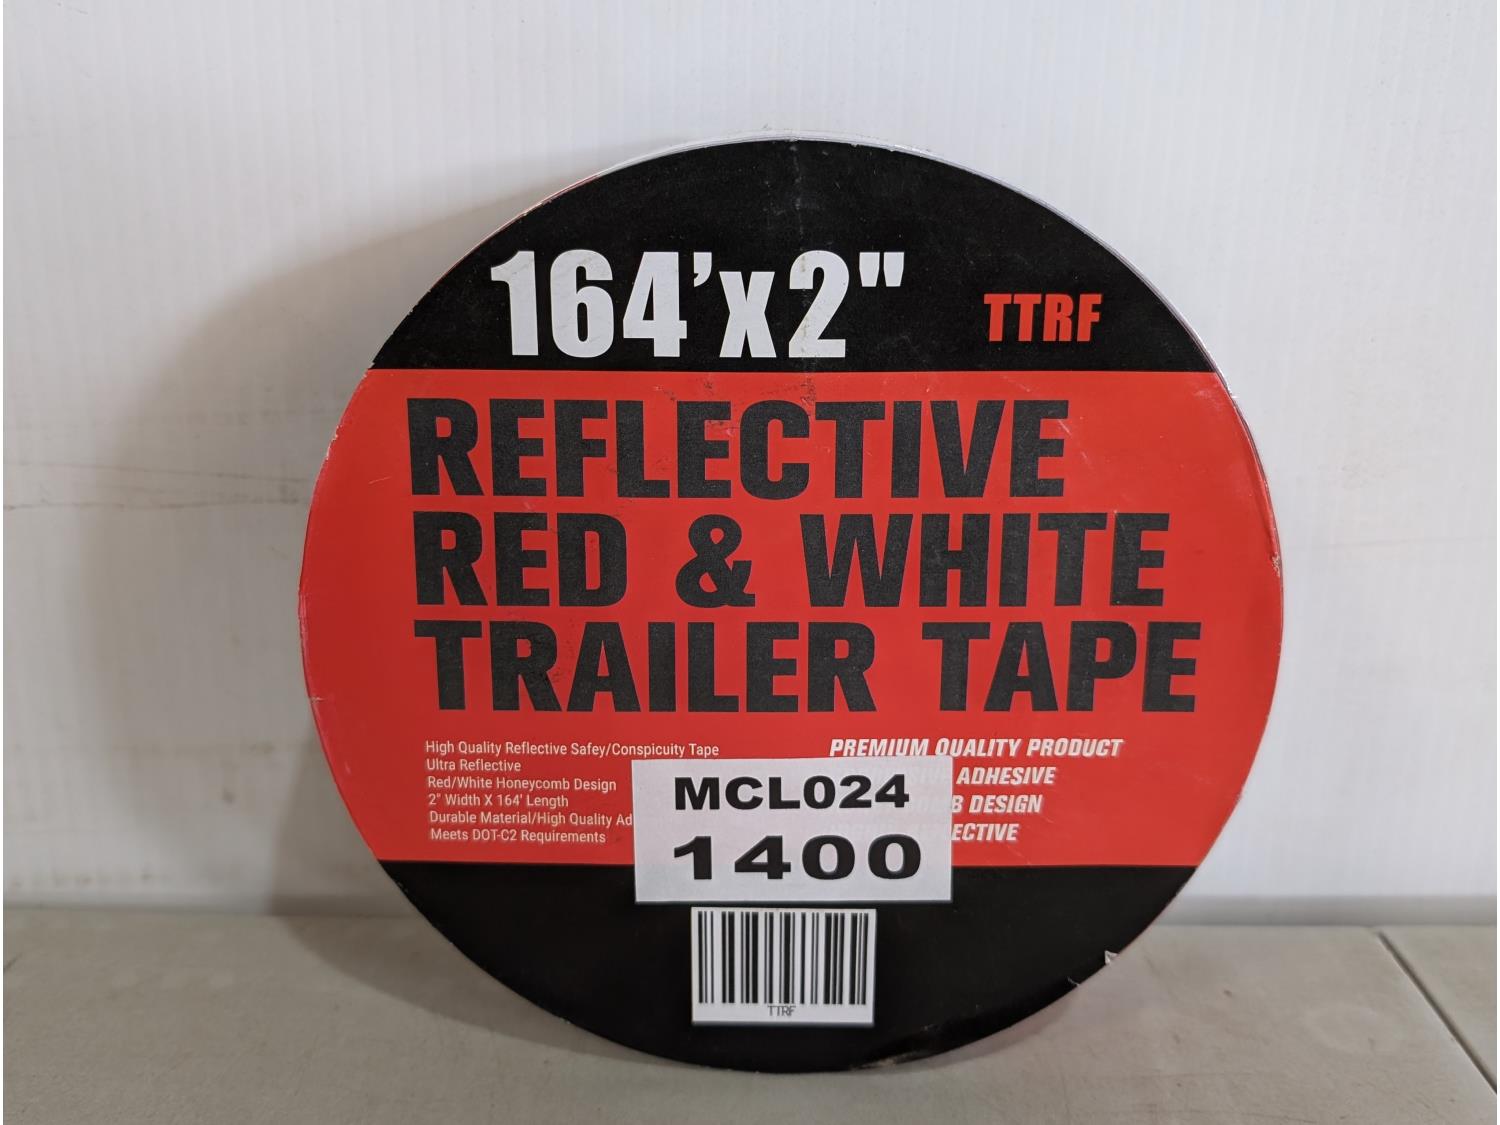 164'x2"
TTRF
REFLECTIVE
RED & WHITE
TRAILER TAPE
High Quality Reflective Safey/Conspicuity Tape
Ultra Reflective
Red/White Honeycomb Design
2" Width X 164' Length
Durable Material/High Quality
Meets DOT-C2 Requirements
PREMIUM QUALITY PRODUCT
ADHESIVE
DESIGN
MCL024
1400
TTRF